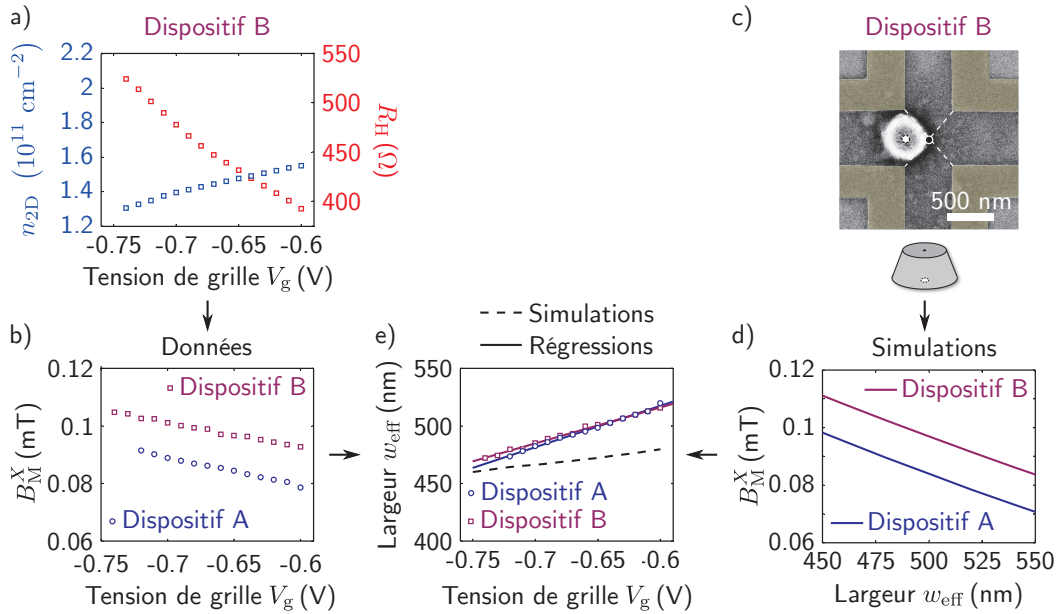 a)
Dispositif B
n2D (10^11 cm^−2)
2.2
2
1.8
1.6
1.4
1.2
550
500
450
400
RH (Ω)
-0.75
-0.7
-0.65
-0.6
Tension de grille Vg (V)
c)
Dispositif B
500 nm
b)
Données
B_M^X (mT)
0.12
0.1
0.08
0.06
Dispositif B
Dispositif A
-0.75
-0.7
-0.65
-0.6
Tension de grille Vg (V)
Simulations
Régressions
e)
Largeur weff (nm)
550
500
450
400
Dispositif A
Dispositif B
-0.75
-0.7
-0.65
-0.6
Tension de grille Vg (V)
d)
Simulations
B_M^X (mT)
0.12
0.1
0.08
0.06
Dispositif B
Dispositif A
450
475
500
525
550
Largeur weff (nm)